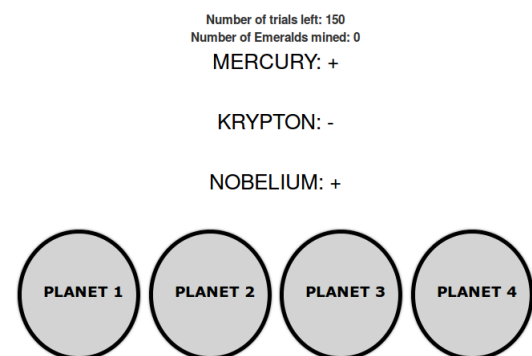 Number of trials left: 150
Number of Emeralds mined: 0
MERCURY: +
KRYPTON: -
NOBELIUM: +
PLANET 1 PLANET 2 PLANET 3 PLANET 4